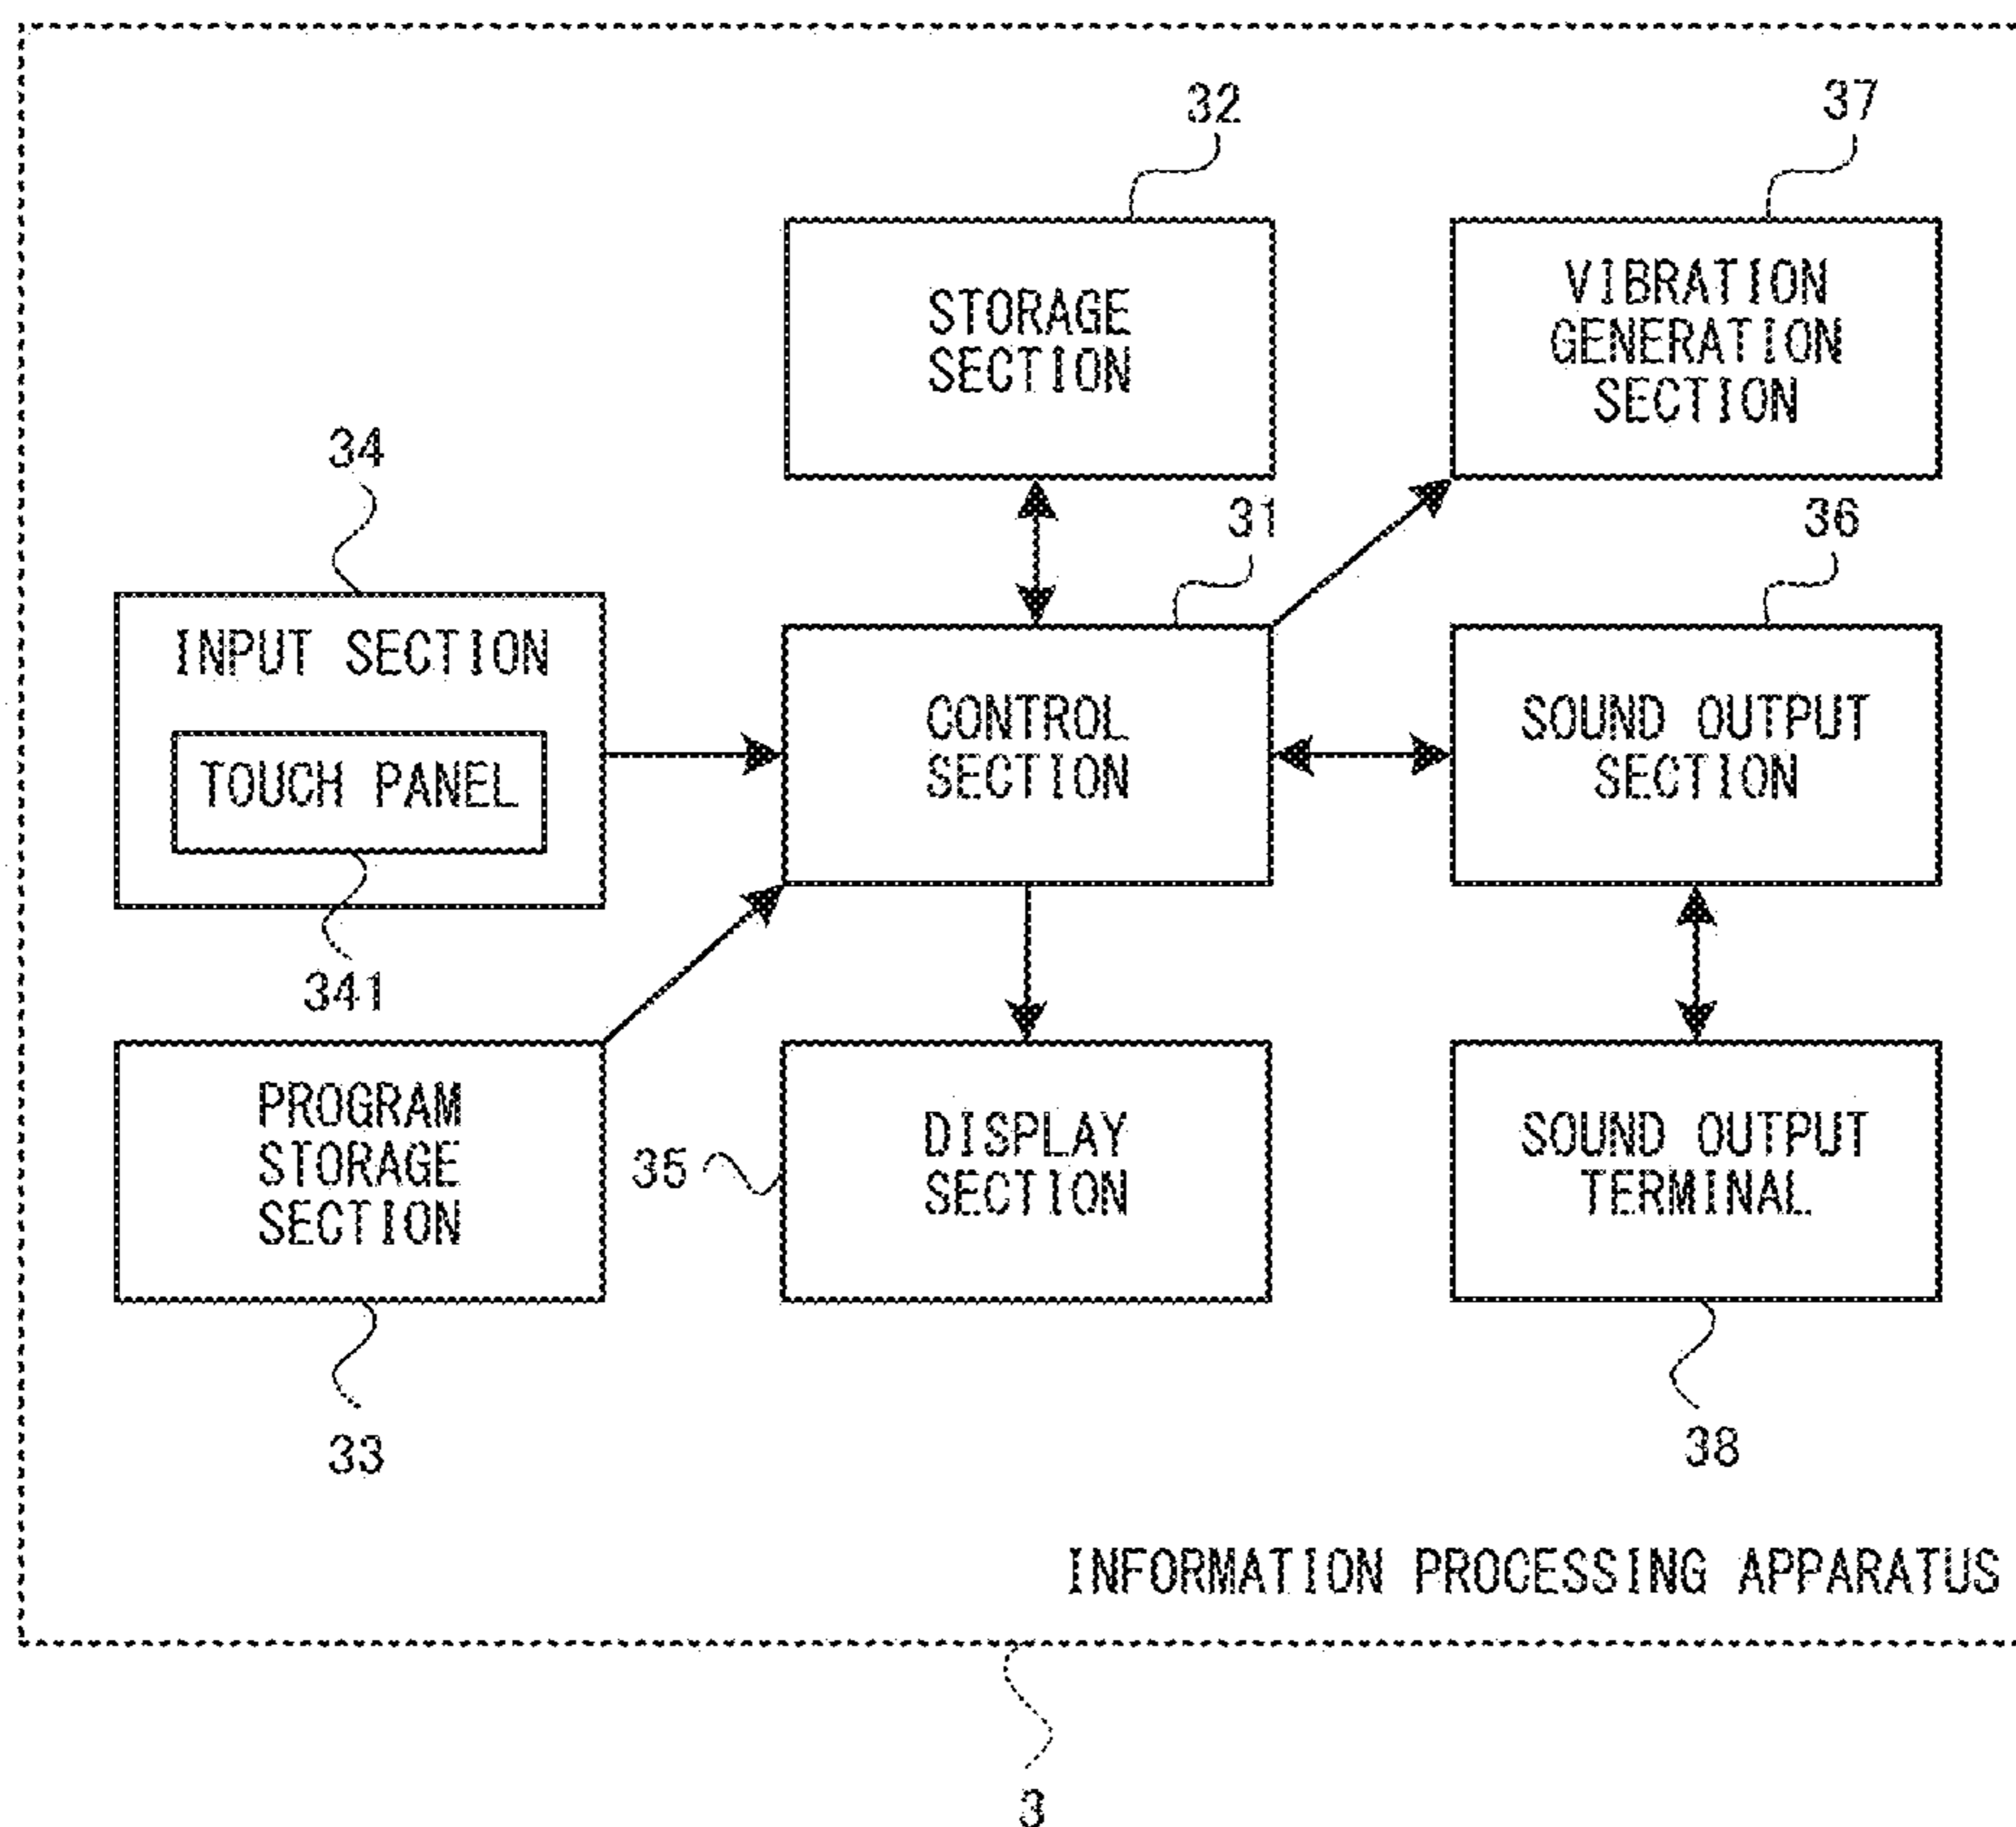 32
37
STORAGE
SECTION
VIBRATION
GENERATION
SECTION
34
31
36
INPUT SECTION
TOUCH PANEL
341
CONTROL
SECTION
SOUND OUTPUT
SECTION
PROGRAM
STORAGE
SECTION
33
35
DISPLAY
SECTION
SOUND OUTPUT
TERMINAL
38
INFORMATION PROCESSING APPARATUS
3